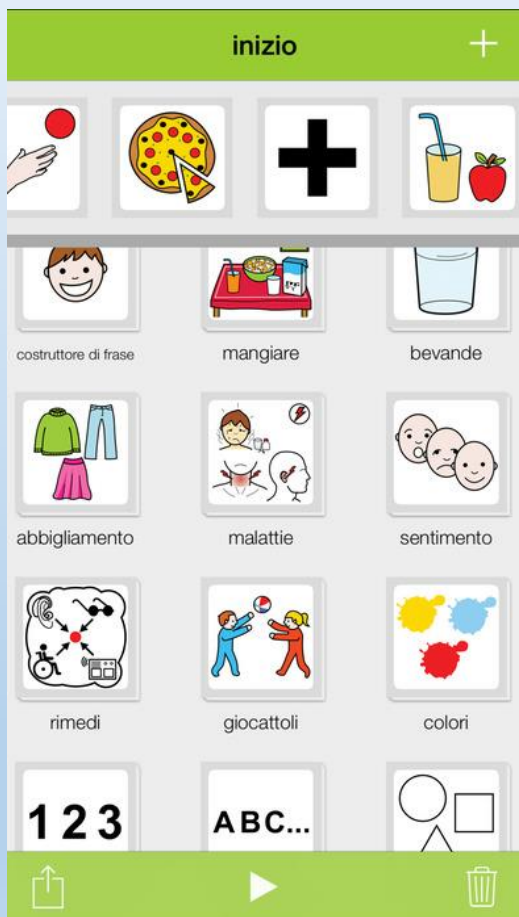 inizio
costruttore di frase
mangiare
bevande
abbigliamento
malattie
sentimento
rimedi
giocattoli
colori
1 2 3
ABC...